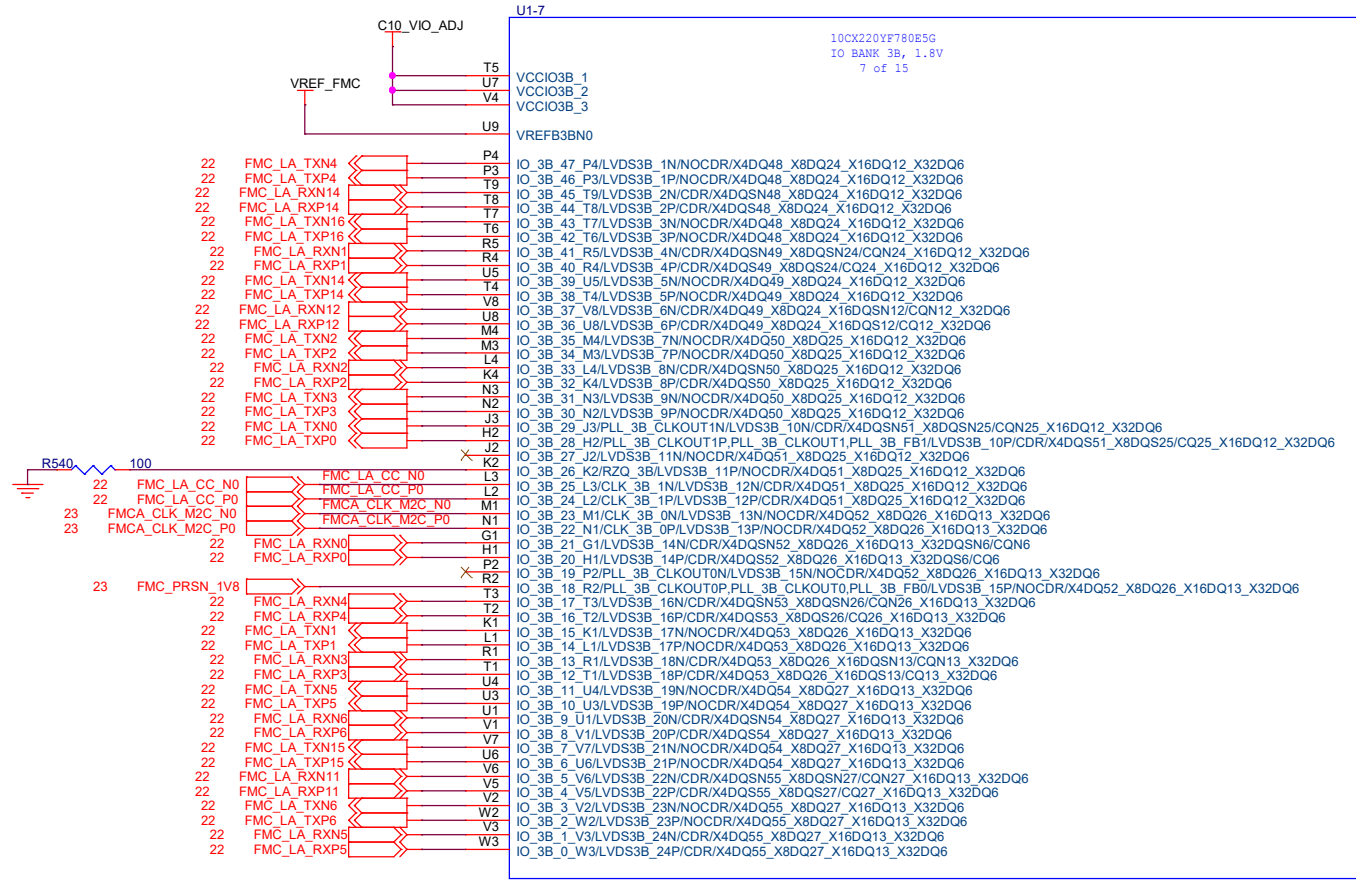 U1-7
C10_VIO_ADJ
10CX220YF780E5G
IO BANK 3B, 1.8V
7 of 15
T5 VCCIO3B_1
VREF_FMC U7 VCCIO3B_2
V4 VCCIO3B_3
U9 VREFB3BN0
22 FMC_LA_TXN4 P4 IO_3B_47_P4/LVDS3B_1N/NOCDR/X4DQ48_X8DQ24_X16DQ12_X32DQ6
22 FMC_LA_TXP4 P3 IO_3B_46_P3/LVDS3B_1P/NOCDR/X4DQ48_X8DQ24_X16DQ12_X32DQ6
22 FMC_LA_RXN14 T9 IO_3B_45_T9/LVDS3B_2N/CDR/X4DQSN48_X8DQ24_X16DQ12_X32DQ6
22 FMC_LA_RXP14 T8 IO_3B_44_T8/LVDS3B_2P/CDR/X4DQS48_X8DQ24_X16DQ12_X32DQ6
22 FMC_LA_TXN16 T7 IO_3B_43_T7/LVDS3B_3N/NOCDR/X4DQ48_X8DQ24_X16DQ12_X32DQ6
22 FMC_LA_TXP16 T6 IO_3B_42_T6/LVDS3B_3P/NOCDR/X4DQ48_X8DQ24_X16DQ12_X32DQ6
22 FMC_LA_RXN1 R5 IO_3B_41_R5/LVDS3B_4N/CDR/X4DQSN49_X8DQSN24/CQN24_X16DQ12_X32DQ6
22 FMC_LA_RXP1 R4 IO_3B_40_R4/LVDS3B_4P/CDR/X4DQS49_X8DQS24/CQ24_X16DQ12_X32DQ6
22 FMC_LA_TXN14 U5 IO_3B_39_U5/LVDS3B_5N/NOCDR/X4DQ49_X8DQ24_X16DQ12_X32DQ6
22 FMC_LA_TXP14 T4 IO_3B_38_T4/LVDS3B_5P/NOCDR/X4DQ49_X8DQ24_X16DQ12_X32DQ6
22 FMC_LA_RXN12 V8 IO_3B_37_V8/LVDS3B_6N/CDR/X4DQ49_X8DQ24_X16DQSN12/CQN12_X32DQ6
22 FMC_LA_RXP12 U8 IO_3B_36_U8/LVDS3B_6P/CDR/X4DQ49_X8DQ24_X16DQS12/CQ12_X32DQ6
22 FMC_LA_TXN2 M4 IO_3B_35_M4/LVDS3B_7N/NOCDR/X4DQ50_X8DQ25_X16DQ12_X32DQ6
22 FMC_LA_TXP2 M3 IO_3B_34_M3/LVDS3B_7P/NOCDR/X4DQ50_X8DQ25_X16DQ12_X32DQ6
22 FMC_LA_RXN2 L4 IO_3B_33_L4/LVDS3B_8N/CDR/X4DQSN50_X8DQ25_X16DQ12_X32DQ6
22 FMC_LA_RXP2 K4 IO_3B_32_K4/LVDS3B_8P/CDR/X4DQS50_X8DQ25_X16DQ12_X32DQ6
22 FMC_LA_TXN3 N3 IO_3B_31_N3/LVDS3B_9N/NOCDR/X4DQ50_X8DQ25_X16DQ12_X32DQ6
22 FMC_LA_TXP3 N2 IO_3B_30_N2/LVDS3B_9P/NOCDR/X4DQ50_X8DQ25_X16DQ12_X32DQ6
22 FMC_LA_TXN0 J3 IO_3B_29_J3/PLL_3B_CLKOUT1N/LVDS3B_10N/CDR/X4DQSN51_X8DQSN25/CQN25_X16DQ12_X32DQ6
22 FMC_LA_TXP0 H2 IO_3B_28_H2/PLL_3B_CLKOUT1P,PLL_3B_CLKOUT1,PLL_3B_FB1/LVDS3B_10P/CDR/X4DQS51_X8DQS25/CQ25_X16DQ12_X32DQ6
J2 IO_3B_27_J2/LVDS3B_11N/NOCDR/X4DQ51_X8DQ25_X16DQ12_X32DQ6
R540 100 K2 IO_3B_26_K2/RZQ_3B/LVDS3B_11P/NOCDR/X4DQ51_X8DQ25_X16DQ12_X32DQ6
22 FMC_LA_CC_N0 FMC_LA_CC_N0 L3 IO_3B_25_L3/CLK_3B_1N/LVDS3B_12N/CDR/X4DQ51_X8DQ25_X16DQ12_X32DQ6
22 FMC_LA_CC_P0 FMC_LA_CC_P0 L2 IO_3B_24_L2/CLK_3B_1P/LVDS3B_12P/CDR/X4DQ51_X8DQ25_X16DQ12_X32DQ6
23 FMCA_CLK_M2C_N0 FMCA_CLK_M2C_N0 M1 IO_3B_23_M1/CLK_3B_0N/LVDS3B_13N/NOCDR/X4DQ52_X8DQ26_X16DQ13_X32DQ6
23 FMCA_CLK_M2C_P0 FMCA_CLK_M2C_P0 N1 IO_3B_22_N1/CLK_3B_0P/LVDS3B_13P/NOCDR/X4DQ52_X8DQ26_X16DQ13_X32DQ6
22 FMC_LA_RXN0 G1 IO_3B_21_G1/LVDS3B_14N/CDR/X4DQSN52_X8DQ26_X16DQ13_X32DQSN6/CQN6
22 FMC_LA_RXP0 H1 IO_3B_20_H1/LVDS3B_14P/CDR/X4DQS52_X8DQ26_X16DQ13_X32DQS6/CQ6
P2 IO_3B_19_P2/PLL_3B_CLKOUT0N/LVDS3B_15N/NOCDR/X4DQ52_X8DQ26_X16DQ13_X32DQ6
23 FMC_PRSN_1V8 R2 IO_3B_18_R2/PLL_3B_CLKOUT0P,PLL_3B_CLKOUT0,PLL_3B_FB0/LVDS3B_15P/NOCDR/X4DQ52_X8DQ26_X16DQ13_X32DQ6
22 FMC_LA_RXN4 T3 IO_3B_17_T3/LVDS3B_16N/CDR/X4DQSN53_X8DQSN26/CQN26_X16DQ13_X32DQ6
22 FMC_LA_RXP4 T2 IO_3B_16_T2/LVDS3B_16P/CDR/X4DQS53_X8DQS26/CQ26_X16DQ13_X32DQ6
22 FMC_LA_TXN1 K1 IO_3B_15_K1/LVDS3B_17N/NOCDR/X4DQ53_X8DQ26_X16DQ13_X32DQ6
22 FMC_LA_TXP1 L1 IO_3B_14_L1/LVDS3B_17P/NOCDR/X4DQ53_X8DQ26_X16DQ13_X32DQ6
22 FMC_LA_RXN3 R1 IO_3B_13_R1/LVDS3B_18N/CDR/X4DQ53_X8DQ26_X16DQSN13/CQN13_X32DQ6
22 FMC_LA_RXP3 T1 IO_3B_12_T1/LVDS3B_18P/CDR/X4DQ53_X8DQ26_X16DQS13/CQ13_X32DQ6
22 FMC_LA_TXN5 U4 IO_3B_11_U4/LVDS3B_19N/NOCDR/X4DQ54_X8DQ27_X16DQ13_X32DQ6
22 FMC_LA_TXP5 U3 IO_3B_10_U3/LVDS3B_19P/NOCDR/X4DQ54_X8DQ27_X16DQ13_X32DQ6
22 FMC_LA_RXN6 U1 IO_3B_9_U1/LVDS3B_20N/CDR/X4DQSN54_X8DQ27_X16DQ13_X32DQ6
22 FMC_LA_RXP6 V1 IO_3B_8_V1/LVDS3B_20P/CDR/X4DQS54_X8DQ27_X16DQ13_X32DQ6
22 FMC_LA_TXN15 V7 IO_3B_7_V7/LVDS3B_21N/NOCDR/X4DQ54_X8DQ27_X16DQ13_X32DQ6
22 FMC_LA_TXP15 U6 IO_3B_6_U6/LVDS3B_21P/NOCDR/X4DQ54_X8DQ27_X16DQ13_X32DQ6
22 FMC_LA_RXN11 V6 IO_3B_5_V6/LVDS3B_22N/CDR/X4DQSN55_X8DQSN27/CQN27_X16DQ13_X32DQ6
22 FMC_LA_RXP11 V5 IO_3B_4_V5/LVDS3B_22P/CDR/X4DQS55_X8DQS27/CQ27_X16DQ13_X32DQ6
22 FMC_LA_TXN6 V2 IO_3B_3_V2/LVDS3B_23N/NOCDR/X4DQ55_X8DQ27_X16DQ13_X32DQ6
22 FMC_LA_TXP6 W2 IO_3B_2_W2/LVDS3B_23P/NOCDR/X4DQ55_X8DQ27_X16DQ13_X32DQ6
22 FMC_LA_RXN5 V3 IO_3B_1_V3/LVDS3B_24N/CDR/X4DQ55_X8DQ27_X16DQ13_X32DQ6
22 FMC_LA_RXP5 W3 IO_3B_0_W3/LVDS3B_24P/CDR/X4DQ55_X8DQ27_X16DQ13_X32DQ6